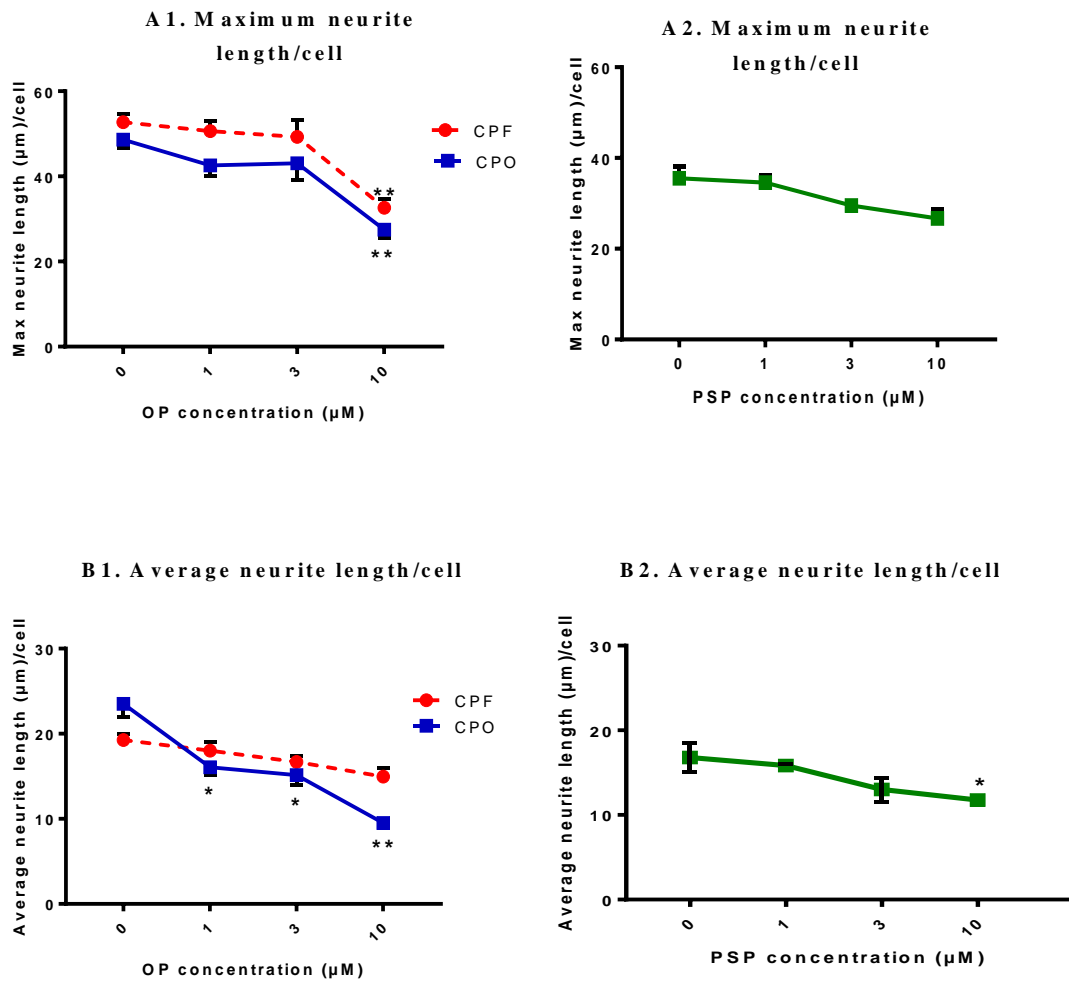 A1. Maximum neurite
length/cell
Max neurite length (µm)/cell
60
40
20
0
**
**
0
1
3
10
OP concentration (µM)
CPF
CPO
A2. Maximum neurite
length/cell
Max neurite length (µm)/cell
60
40
20
0
0
1
3
10
PSP concentration (µM)
B1. Average neurite length/cell
Average neurite length (µm)/cell
30
20
10
0
*
*
**
0
1
3
10
OP concentration (µM)
CPF
CPO
B2. Average neurite length/cell
Average neurite length (µm)/cell
30
20
10
0
*
0
1
3
10
PSP concentration (µM)